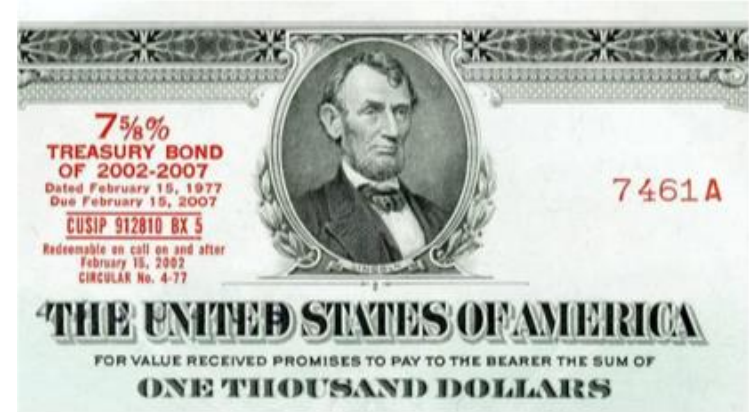 7⅝%
TREASURY BOND
OF 2002-2007
Dated February 15, 1977
Due February 15, 2007
CUSIP 912810 BX 5
Redeemable on call on and after
February 15, 2002
CIRCULAR No. 4-77
7461A
LINCOLN
THE UNITED STATES OF AMERICA
FOR VALUE RECEIVED PROMISES TO PAY TO THE BEARER THE SUM OF
ONE THOUSAND DOLLARS